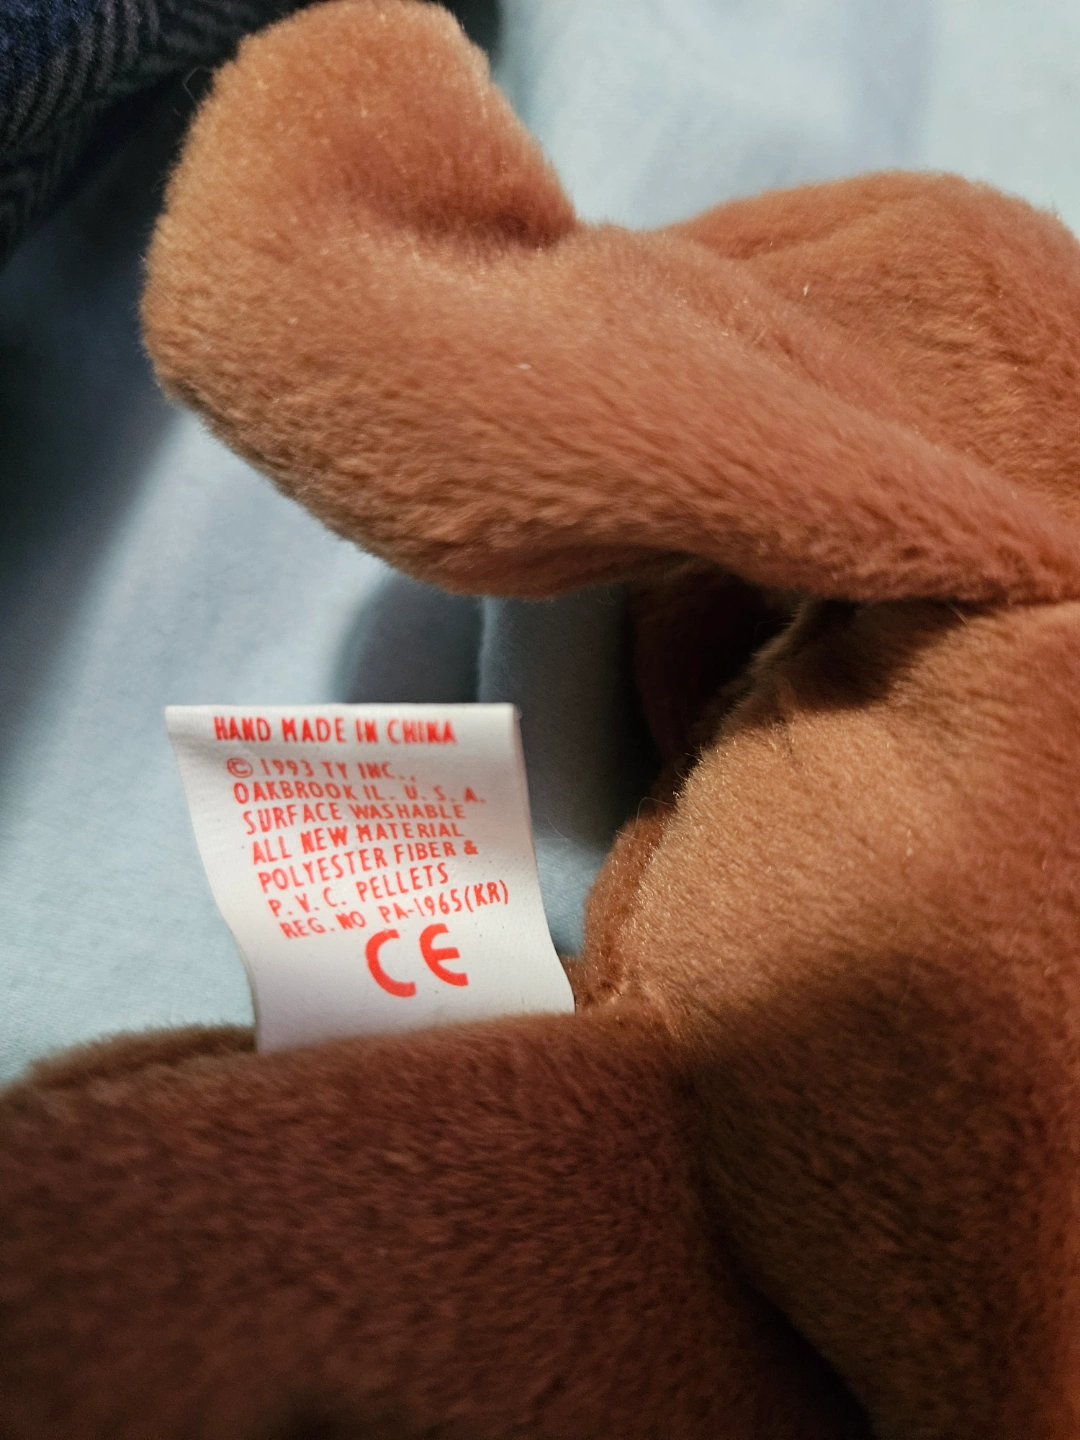 HAND MADE IN CHINA
© 1993 TY INC.,
OAKBROOK IL. U. S. A.
SURFACE WASHABLE
ALL NEW MATERIAL
POLYESTER FIBER &
P. V. C. PELLETS
REG. NO PA-1965(KR)
CE